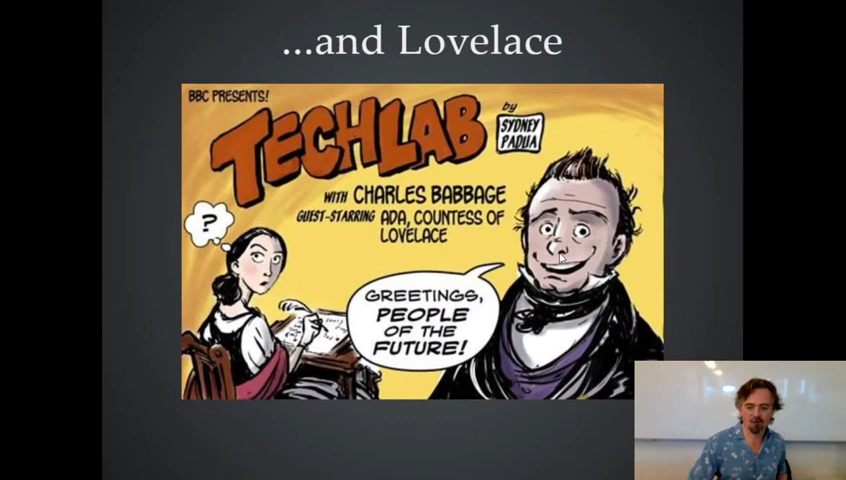 ...and Lovelace
BBC PRESENTS!
TECHLAB
by
SYDNEY
PADUA
WITH CHARLES BABBAGE
GUEST-STARRING ADA, COUNTESS OF
LOVELACE
?
GREETINGS,
PEOPLE
OF THE
FUTURE!